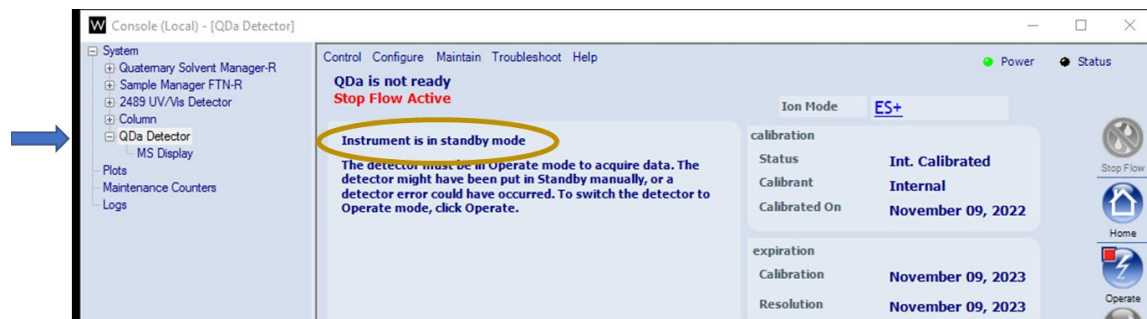 W Console (Local) - [QDa Detector]
System
Quaternary Solvent Manager-R
Sample Manager FTN-R
2489 UV/Vis Detector
Column
QDa Detector
MS Display
Plots
Maintenance Counters
Logs
Control Configure Maintain Troubleshoot Help
Power Status
QDa is not ready
Stop Flow Active
Ion Mode ES+
Instrument is in standby mode
The detector must be in Operate mode to acquire data. The
detector might have been put in Standby manually, or a
detector error could have occurred. To switch the detector to
Operate mode, click Operate.
calibration
Status Int. Calibrated
Calibrant Internal
Calibrated On November 09, 2022
expiration
Calibration November 09, 2023
Resolution November 09, 2023
Stop Flow
Home
Operate